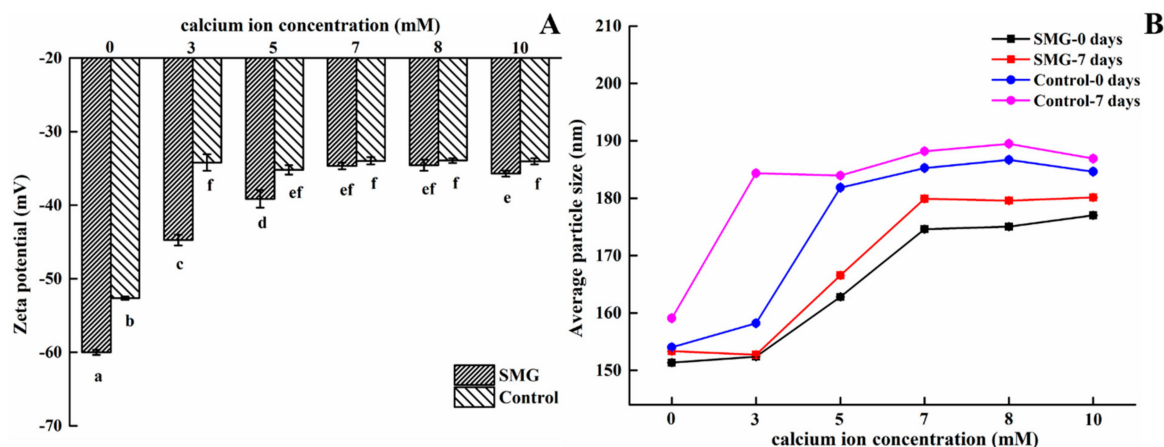 calcium ion concentration (mM)
A
0 3 5 7 8 10
-20
-30
-40
-50
-60
-70
Zeta potential (mV)
a
b
c
f
d
ef
ef
f
ef
f
e
f
SMG
Control
B
SMG-0 days
SMG-7 days
Control-0 days
Control-7 days
210
200
190
180
170
160
150
Average particle size (nm)
0 3 5 7 8 10
calcium ion concentration (mM)